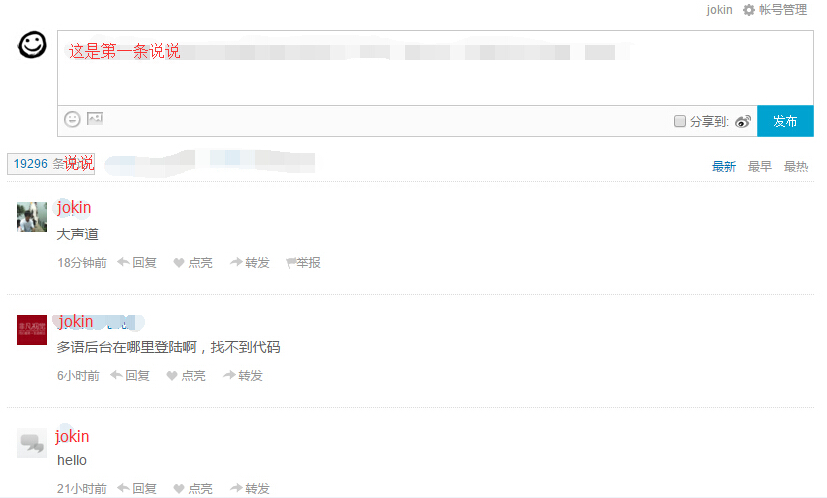 jokin 帐号管理
这是第一条说说
分享到: 发布
19296 条说说
最新 最早 最热
jokin
大声道
18分钟前 回复 点亮 转发 举报
jokin
多语后台在哪里登陆啊，找不到代码
6小时前 回复 点亮 转发
jokin
hello
21小时前 回复 点亮 转发